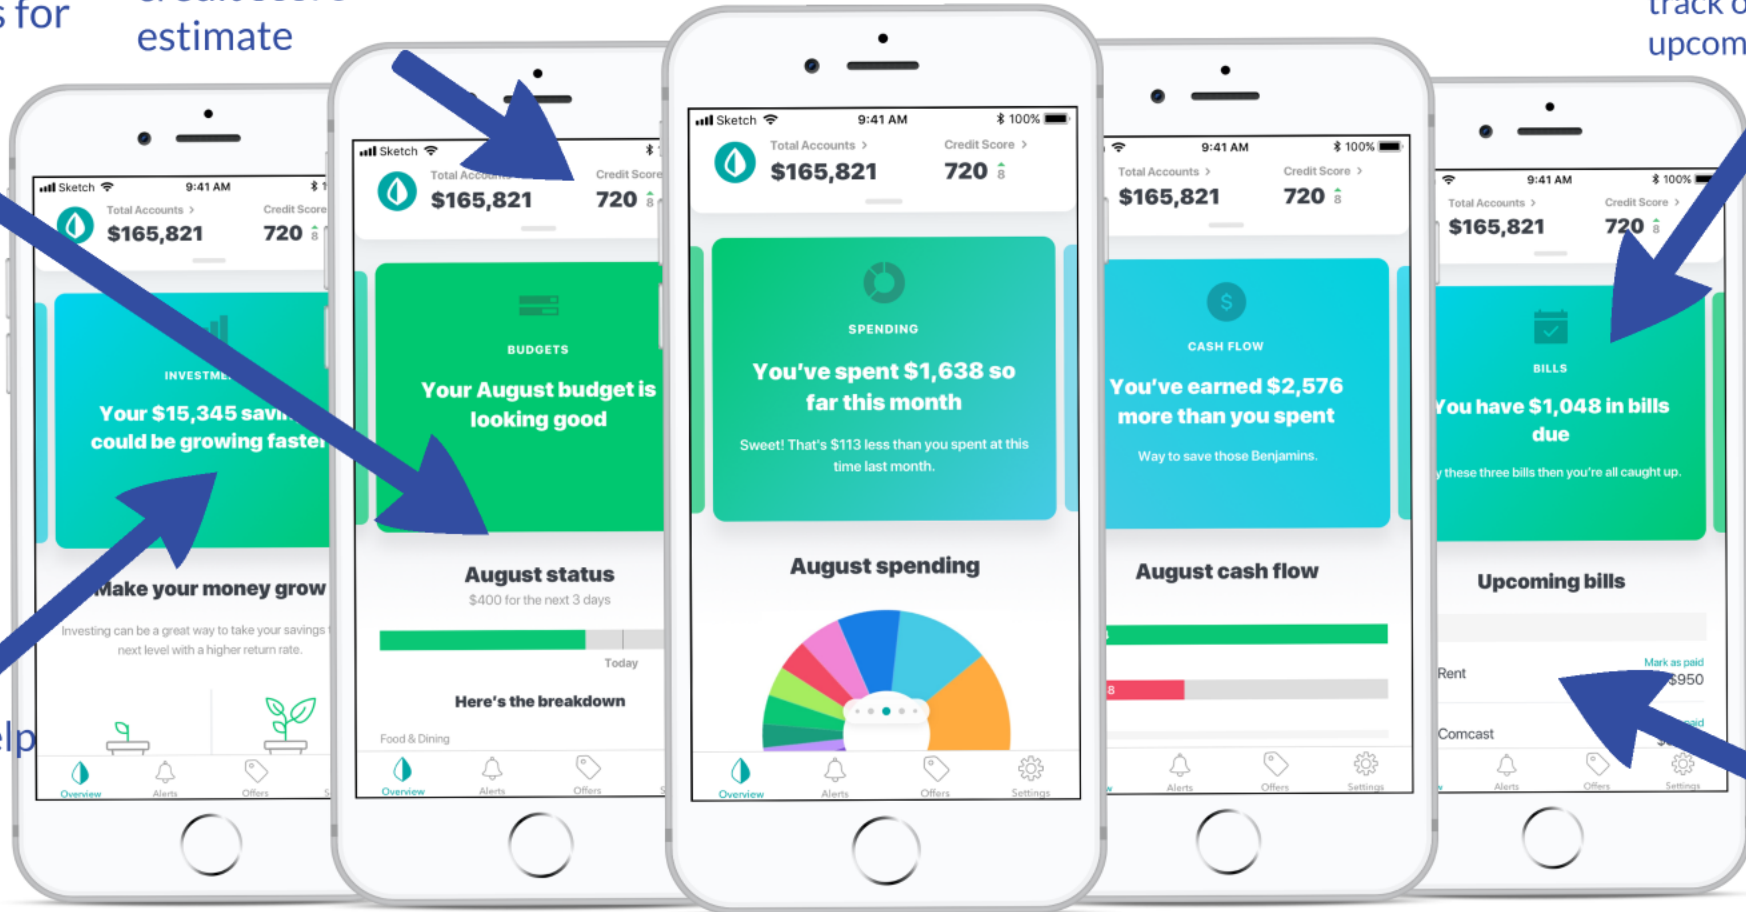 s for
estimate
track o
upcom
elp
Sketch
9:41 AM
Total Accounts >
Credit Score
$165,821
720 8
Your $15,345
could be growing faster
Make your money grow
Investing can be a great way to take your savings
next level with a higher return rate.
Overview
Alerts
Offers
Sketch
Credit Score
$165,821
720 8
BUDGETS
Your August budget is
looking good
August status
$400 for the next 3 days
Today
Here's the breakdown
Food & Dining
Overview
Alerts
Offers
Sketch
9:41 AM
100%
Total Accounts >
Credit Score >
$165,821
720 8
SPENDING
You've spent $1,638 so
far this month
Sweet! That's $113 less than you spent at this
time last month.
August spending
Overview
Alerts
Offers
Settings
9:41 AM
100%
Total Accounts >
Credit Score >
$165,821
720 8
CASH FLOW
You've earned $2,576
more than you spent
Way to save those Benjamins.
August cash flow
8
Alerts
Offers
Settings
9:41 AM
100%
Total Accounts >
Credit Score >
$165,821
720 8
BILLS
You have $1,048 in bills
due
y these three bills then you're all caught up.
Upcoming bills
Mark as paid
Rent
$950
paid
Comcast
Alerts
Offers
Settings